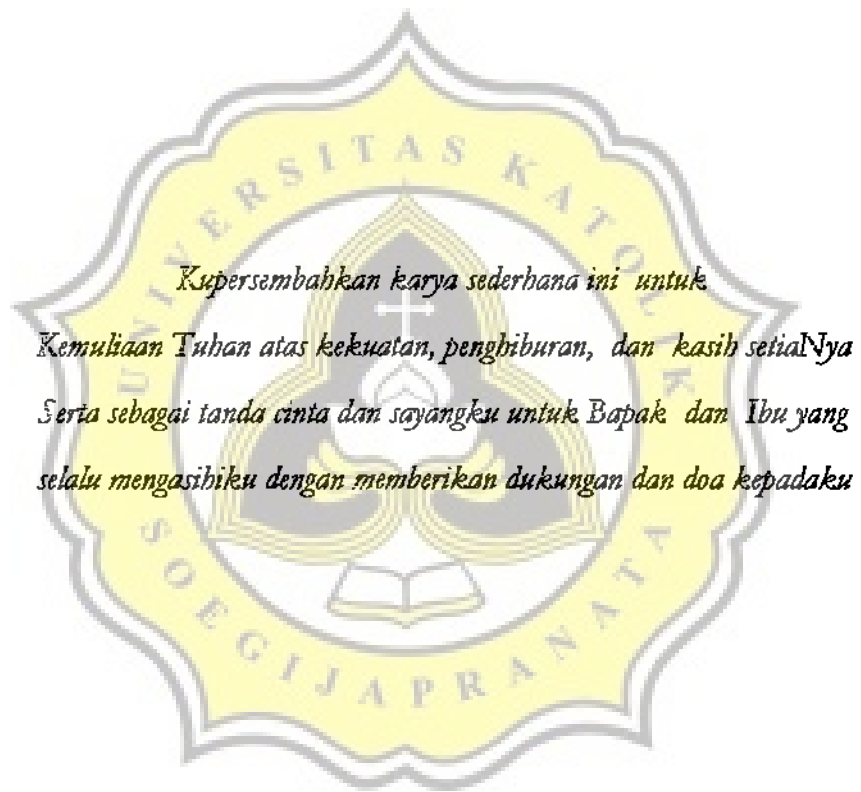 UNIVERSITAS KATOLIK
Kupersembahkan karya sederhana ini untuk
Kemuliaan Tuhan atas kekuatan, penghiburan, dan kasih setiaNya
Serta sebagai tanda cinta dan sayangku untuk Bapak dan Ibu yang
selalu mengasihiku dengan memberikan dukungan dan doa kepadaku
SOEGIJAPRANATA